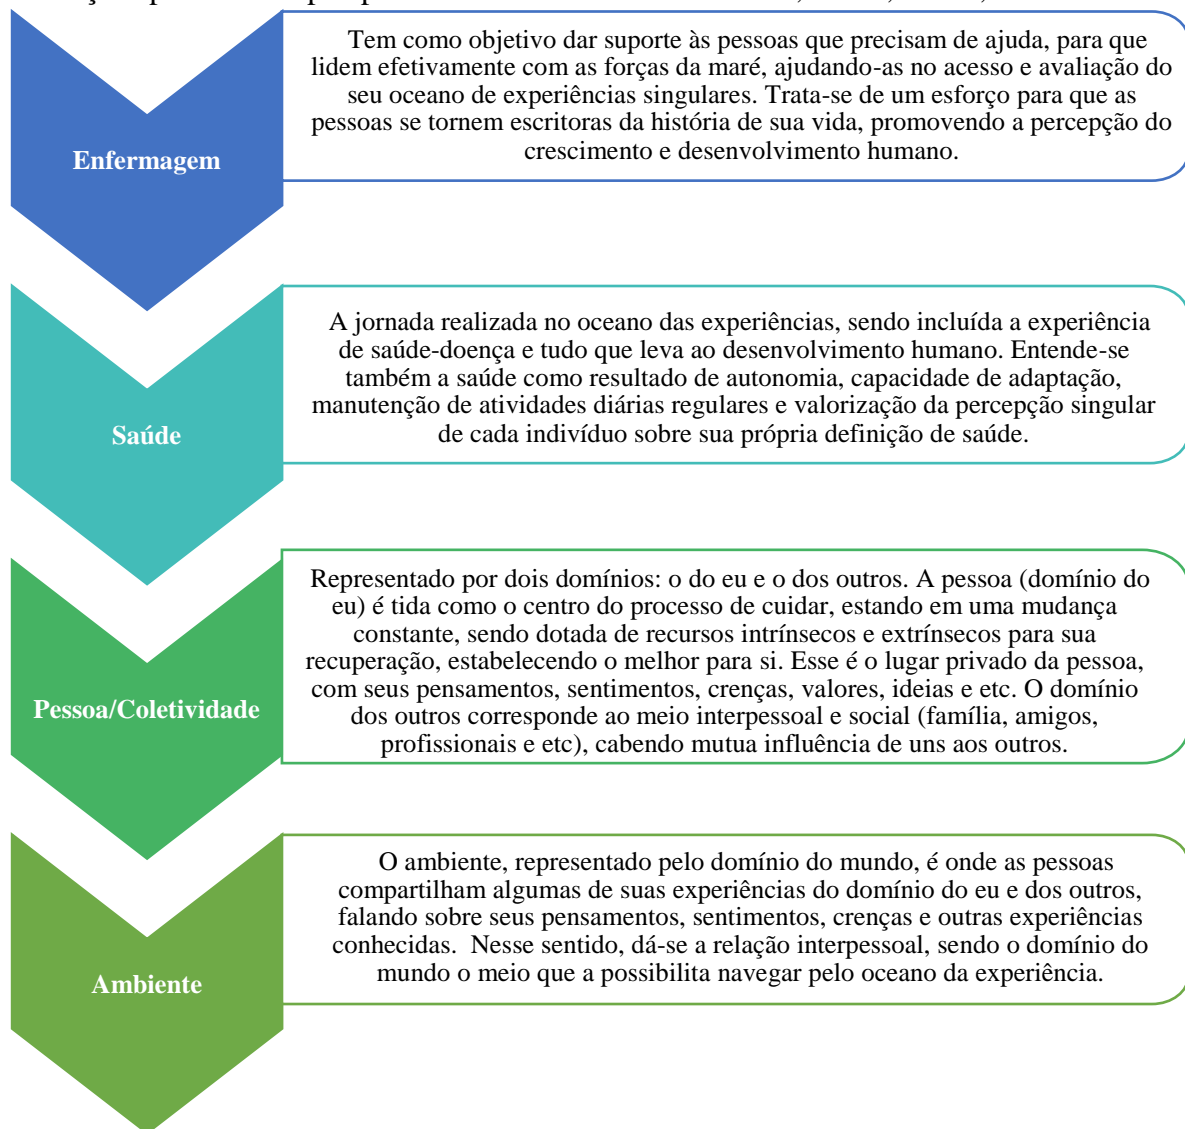 Enfermagem
Tem como objetivo dar suporte às pessoas que precisam de ajuda, para que
lidem efetivamente com as forças da maré, ajudando-as no acesso e avaliação do
seu oceano de experiências singulares. Trata-se de um esforço para que as
pessoas se tornem escritoras da história de sua vida, promovendo a percepção do
crescimento e desenvolvimento humano.
Saúde
A jornada realizada no oceano das experiências, sendo incluída a experiência
de saúde-doença e tudo que leva ao desenvolvimento humano. Entende-se
também a saúde como resultado de autonomia, capacidade de adaptação,
manutenção de atividades diárias regulares e valorização da percepção singular
de cada indivíduo sobre sua própria definição de saúde.
Pessoa/Coletividade
Representado por dois domínios: o do eu e o dos outros. A pessoa (domínio do
eu) é tida como o centro do processo de cuidar, estando em uma mudança
constante, sendo dotada de recursos intrínsecos e extrínsecos para sua
recuperação, estabelecendo o melhor para si. Esse é o lugar privado da pessoa,
com seus pensamentos, sentimentos, crenças, valores, ideias e etc. O domínio
dos outros corresponde ao meio interpessoal e social (família, amigos,
profissionais e etc), cabendo mutua influência de uns aos outros.
Ambiente
O ambiente, representado pelo domínio do mundo, é onde as pessoas
compartilham algumas de suas experiências do domínio do eu e dos outros,
falando sobre seus pensamentos, sentimentos, crenças e outras experiências
conhecidas.  Nesse sentido, dá-se a relação interpessoal, sendo o domínio do
mundo o meio que a possibilita navegar pelo oceano da experiência.